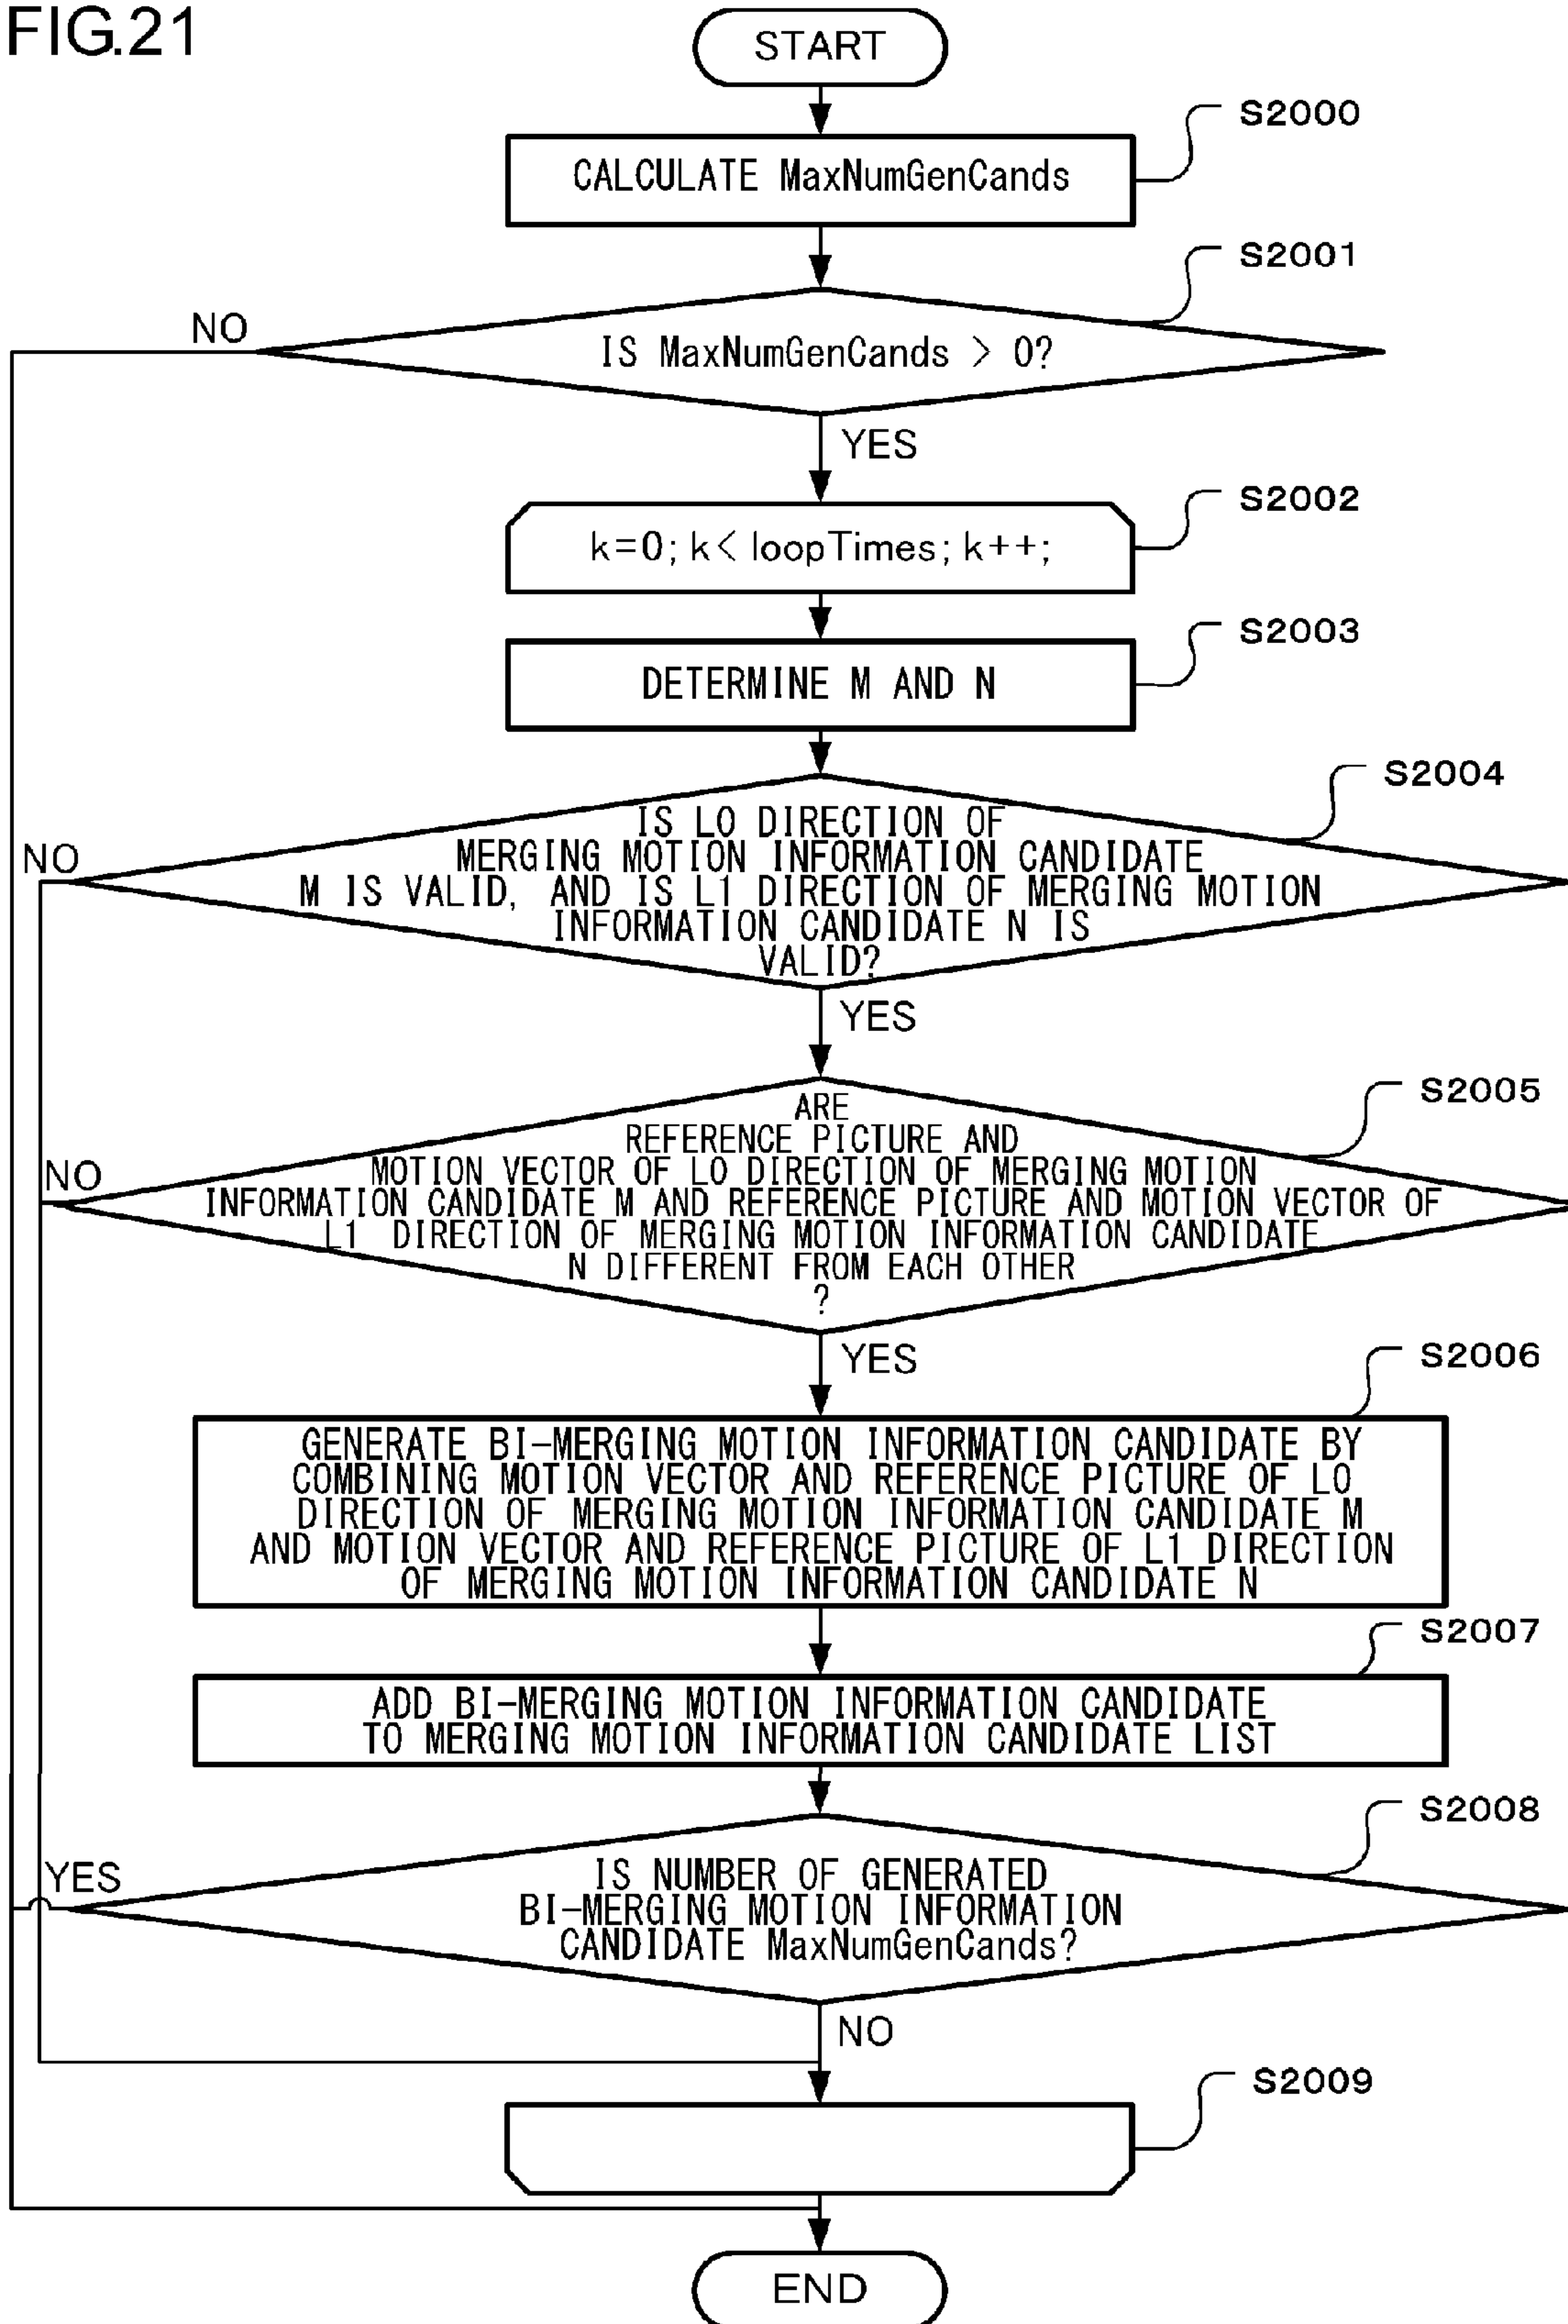 FIG.21
START
S2000
CALCULATE MaxNumGenCands
S2001
NO
IS MaxNumGenCands > 0?
YES
S2002
k=0; k< loopTimes; k++;
S2003
DETERMINE M AND N
S2004
NO
IS L0 DIRECTION OF
MERGING MOTION INFORMATION CANDIDATE
M IS VALID, AND IS L1 DIRECTION OF MERGING MOTION
INFORMATION CANDIDATE N IS
VALID?
YES
S2005
NO
ARE
REFERENCE PICTURE AND
MOTION VECTOR OF L0 DIRECTION OF MERGING MOTION
INFORMATION CANDIDATE M AND REFERENCE PICTURE AND MOTION VECTOR OF
L1 DIRECTION OF MERGING MOTION INFORMATION CANDIDATE
N DIFFERENT FROM EACH OTHER
?
YES
S2006
GENERATE BI-MERGING MOTION INFORMATION CANDIDATE BY
COMBINING MOTION VECTOR AND REFERENCE PICTURE OF L0
DIRECTION OF MERGING MOTION INFORMATION CANDIDATE M
AND MOTION VECTOR AND REFERENCE PICTURE OF L1 DIRECTION
OF MERGING MOTION INFORMATION CANDIDATE N
S2007
ADD BI-MERGING MOTION INFORMATION CANDIDATE
TO MERGING MOTION INFORMATION CANDIDATE LIST
S2008
YES
IS NUMBER OF GENERATED
BI-MERGING MOTION INFORMATION
CANDIDATE MaxNumGenCands?
NO
S2009
END